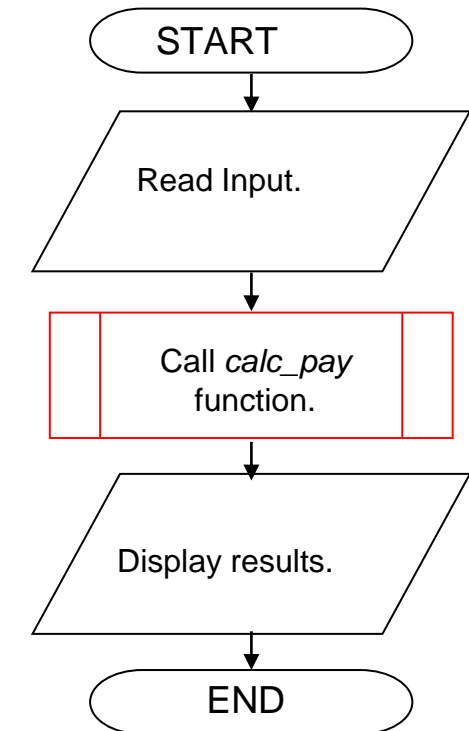 START
Read Input.
Call calc_pay
function.
Display results.
END